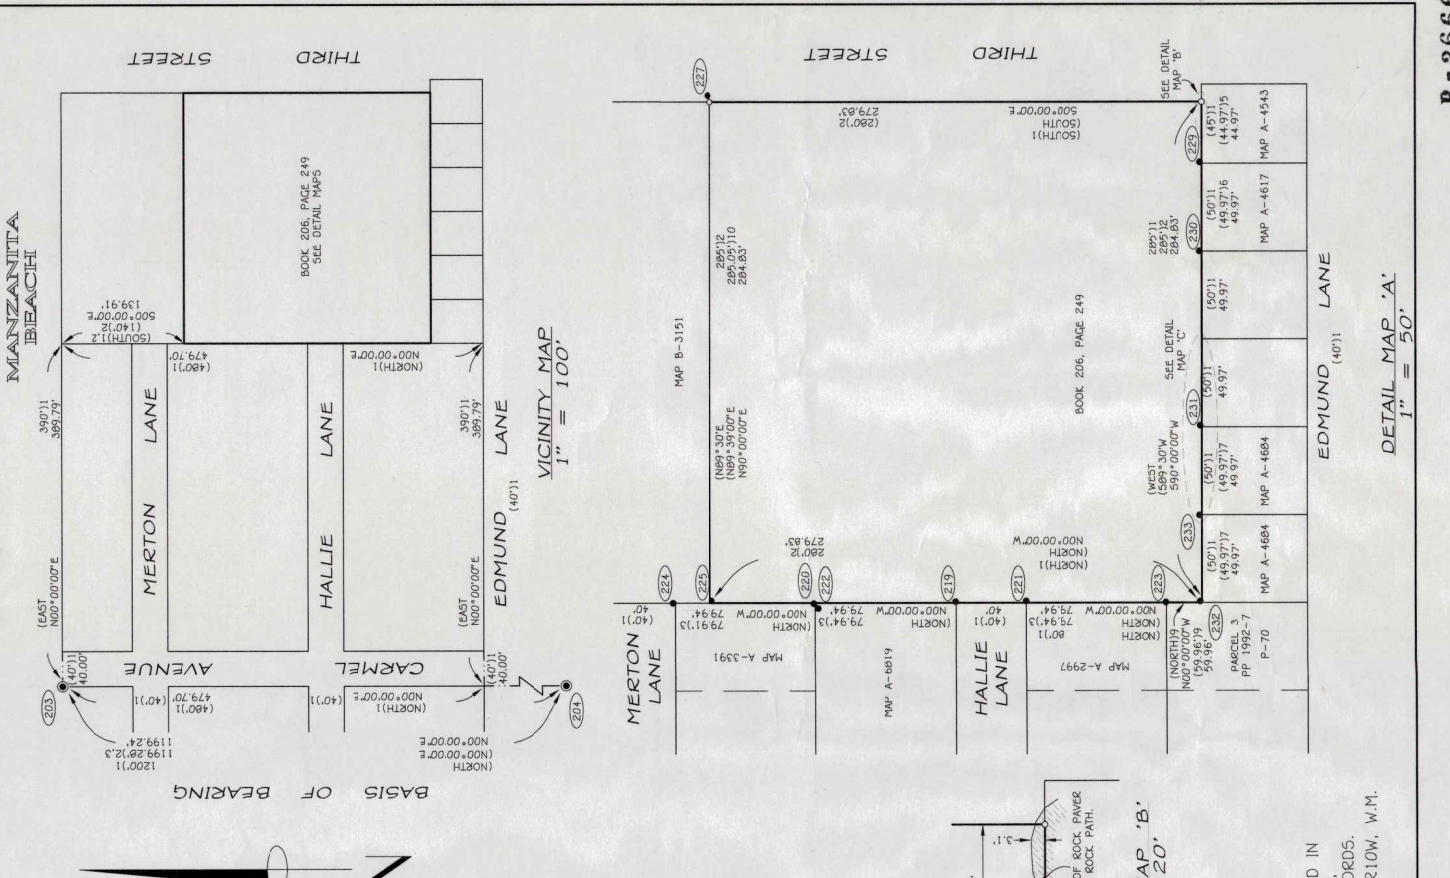 MANZANITA
BEACH
THIRD STREET
BOOK 206, PAGE 249
SEE DETAIL MAPS
(SOUTH)1,2
(140')2
S00°00'00"E
139.91'
390')1
389.79'
(480')1
479.70'
(NORTH)1
N00°00'00"E
390')1
389.79'
MERTON LANE
HALLIE LANE
EDMUND LANE
(40')1
(EAST
N00°00'00"E
(EAST
N00°00'00"E
CARMEL AVENUE
(40')1
40.00'
(40')1
40.00'
203
(40')1
(480')1
479.70'
(40')1
(NORTH)1
N00°00'00"E
204
1200')1
1199.28')2,3
1199.24'
(NORTH
N00°00'00"E
N00°00'00"E
BASIS OF BEARING
VICINITY MAP
1" = 100'
THIRD STREET
227
(280')2
279.83'
(SOUTH)1
(SOUTH
S00°00'00"E
SEE DETAIL
MAP 'B'
229
(45')1
(44.97')5
44.97'
MAP A-4543
(50')1
(49.97')6
49.97'
MAP A-4617
230
285')1
285')2
284.83'
285')2
285.05')10
284.83'
MAP B-3151
(N89°30'E
(N89°39'00"E
N90°00'00"E
BOOK 206, PAGE 249
(50')1
49.97'
SEE DETAIL
MAP 'C'
(50')1
49.97'
231
(WEST
(S89°30'W
S90°00'00"W
(50')1
(49.97')7
49.97'
MAP A-4684
233
(50')1
(49.97')7
49.97'
MAP A-4684
EDMUND LANE
(40')1
(280')2
279.83'
(NORTH)1
(NORTH
N00°00'00"W
224
225
220
222
219
221
223
232
(40')1
40'
79.91')3
79.94'
(NORTH
N00°00'00"W
79.94')3
79.94'
(NORTH
N00°00'00"W
(40')1
40'
80')1
79.94')3
79.94'
(NORTH
(NORTH
N00°00'00"W
(NORTH)9
N00°00'00"W
(59.96')9
59.96'
PARCEL 3
PP 1992-7
P-70
MERTON
LANE
MAP A-3391
MAP A-6819
HALLIE
LANE
MAP A-2997
DETAIL MAP 'A'
1" = 50'
3.1'
OF ROCK PAVER
ROCK PATH.
AP 'B'
20'
D IN
ORDS.
R10W, W.M.